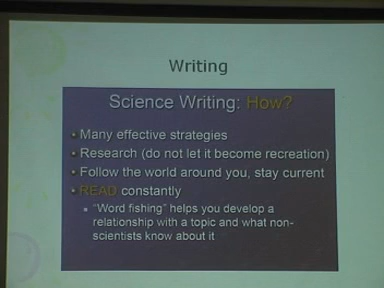 Writing
Science Writing: How?
Many effective strategies
Research (do not let it become recreation)
Follow the world around you, stay current
READ constantly
"Word fishing" helps you develop a
relationship with a topic and what non-
scientists know about it